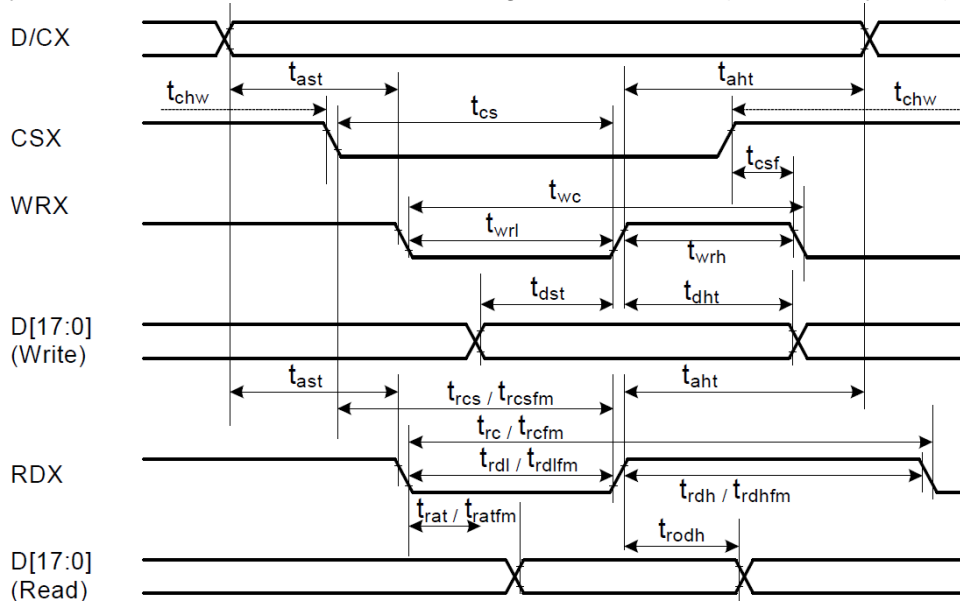 D/CX
tast
taht
tchw
tchw
tcs
CSX
tcsf
WRX
twc
twrl
twrh
tdst
tdht
D[17:0]
(Write)
tast
taht
trcs / trcsfm
trc / trcfm
RDX
trdl / trdlfm
trdh / trdhfm
trat / tratfm
trodh
D[17:0]
(Read)